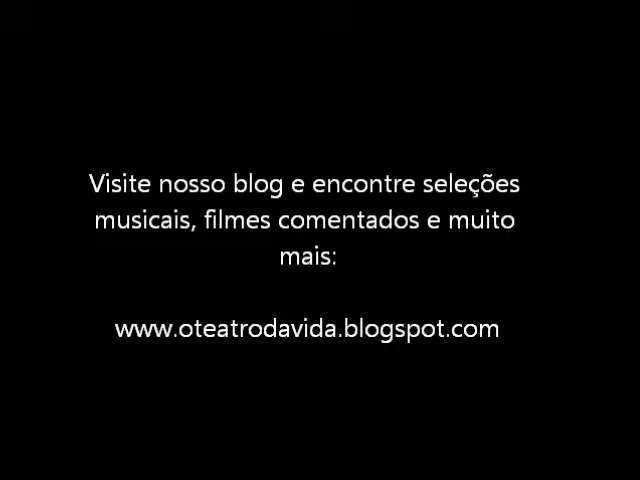 Visite nosso blog e encontre seleções
musicais, filmes comentados e muito
mais:
www.oteatrodavida.blogspot.com